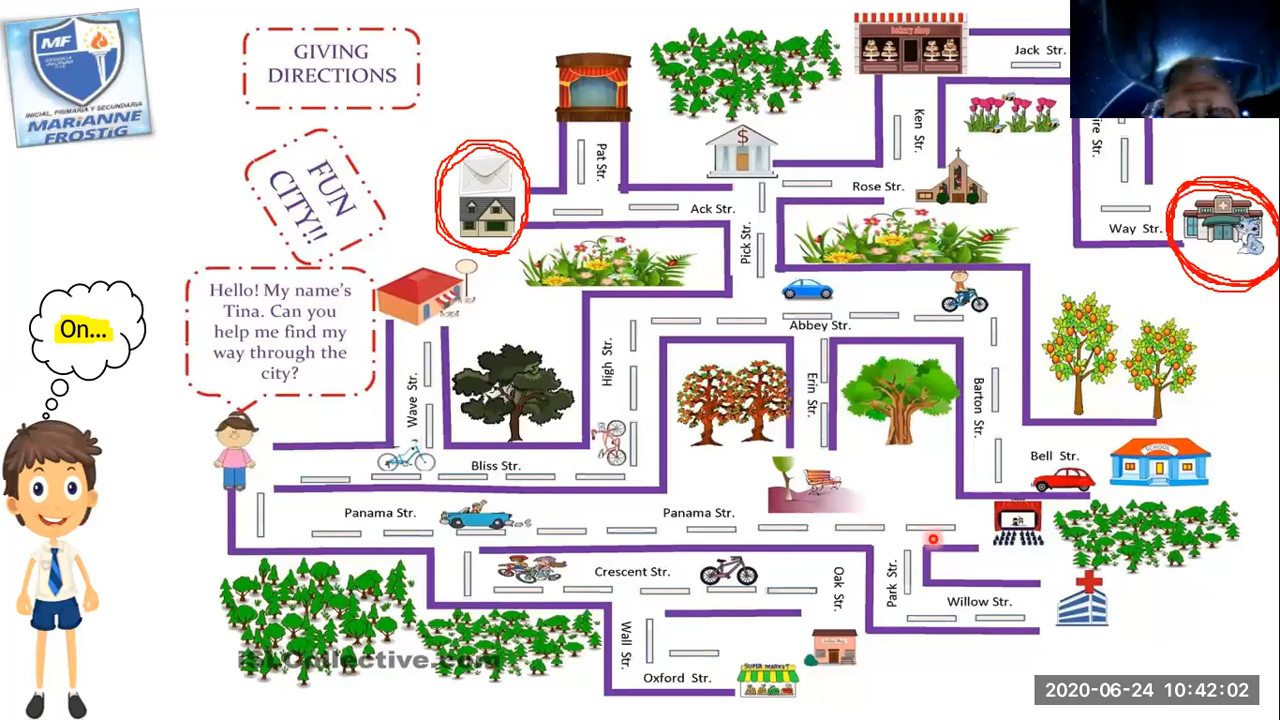 MF
INICIAL, PRIMARIA Y SECUNDARIA
MARIANNE
FROSTIG
GIVING
DIRECTIONS
FUN
CITY!!
Hello! My name's
Tina. Can you
help me find my
way through the
city?
On...
bakery shop
Jack Str.
Ken Str.
Pat Str.
$
Rose Str.
Ack Str.
Pick Str.
Way Str.
Abbey Str.
High Str.
Wave Str.
Erin Str.
Barton Str.
Bliss Str.
Bell Str.
SCHOOL
Panama Str.
Panama Str.
Crescent Str.
Oak Str.
Park Str.
Willow Str.
Wall Str.
Oxford Str.
SUPER MARKET
2020-06-24 10:42:02